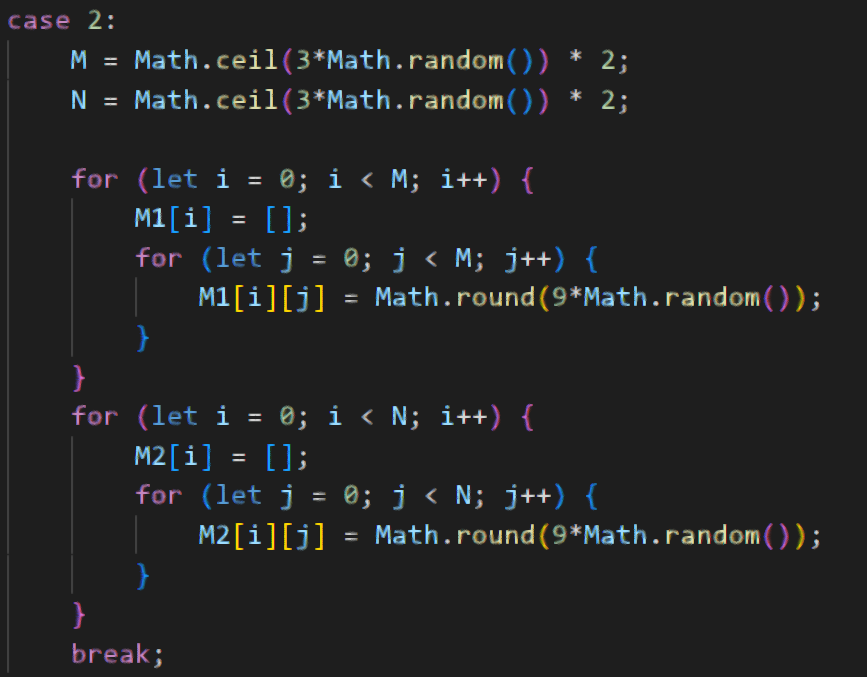 case 2:
    M = Math.ceil(3*Math.random()) * 2;
    N = Math.ceil(3*Math.random()) * 2;

    for (let i = 0; i < M; i++) {
        M1[i] = [];
        for (let j = 0; j < M; j++) {
            M1[i][j] = Math.round(9*Math.random());
        }
    }
    for (let i = 0; i < N; i++) {
        M2[i] = [];
        for (let j = 0; j < N; j++) {
            M2[i][j] = Math.round(9*Math.random());
        }
    }
    break;